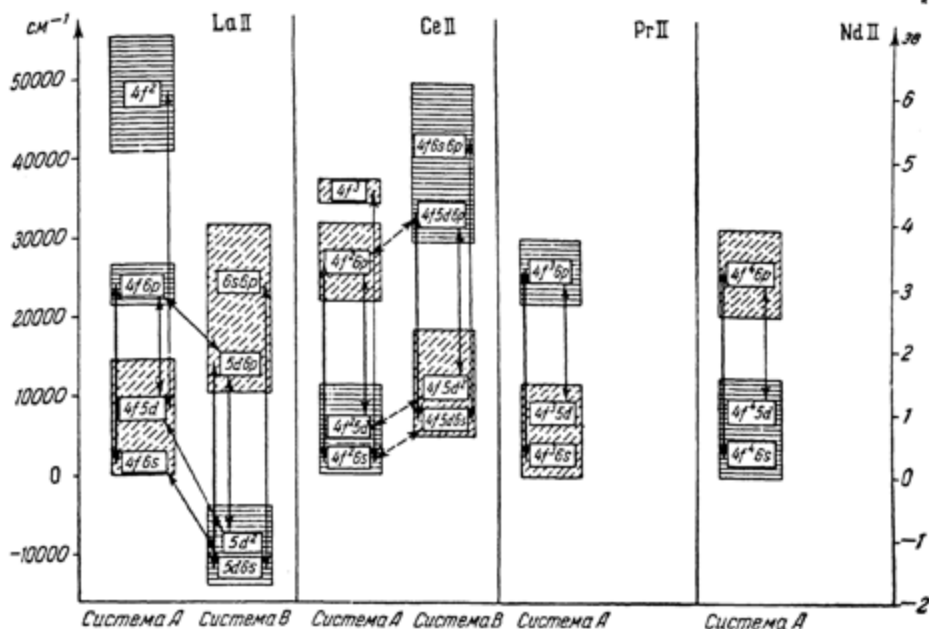 см⁻¹
La II
Ce II
Pr II
Nd II
эв
50000
40000
30000
20000
10000
0
-10000
6
5
4
3
2
1
0
-1
-2
4f²
4f6p
4f5d
4f6s
6s6p
5d6p
5d²
5d6s
4f³
4f²6p
4f²5d
4f²6s
4f6s6p
4f5d6p
4f5d²
4f5d6s
4f³6p
4f³5d
4f³6s
4f⁴6p
4f⁴5d
4f⁴6s
Система А
Система В
Система А
Система В
Система А
Система А